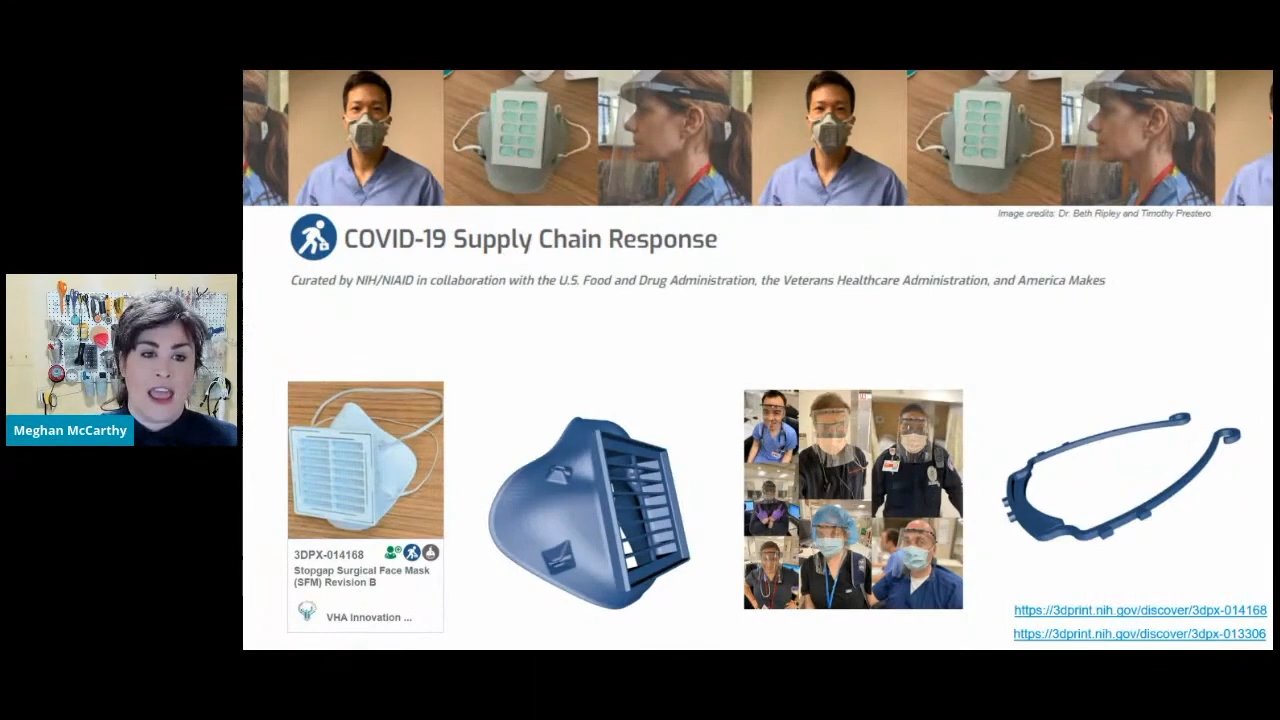 Image credits: Dr. Beth Ripley and Timothy Prestero
COVID-19 Supply Chain Response
Curated by NIH/NIAID in collaboration with the U.S. Food and Drug Administration, the Veterans Healthcare Administration, and America Makes
Meghan McCarthy
3DPX-014168
Stopgap Surgical Face Mask
(SFM) Revision B
VHA Innovation ...
https://3dprint.nih.gov/discover/3dpx-014168
https://3dprint.nih.gov/discover/3dpx-013306